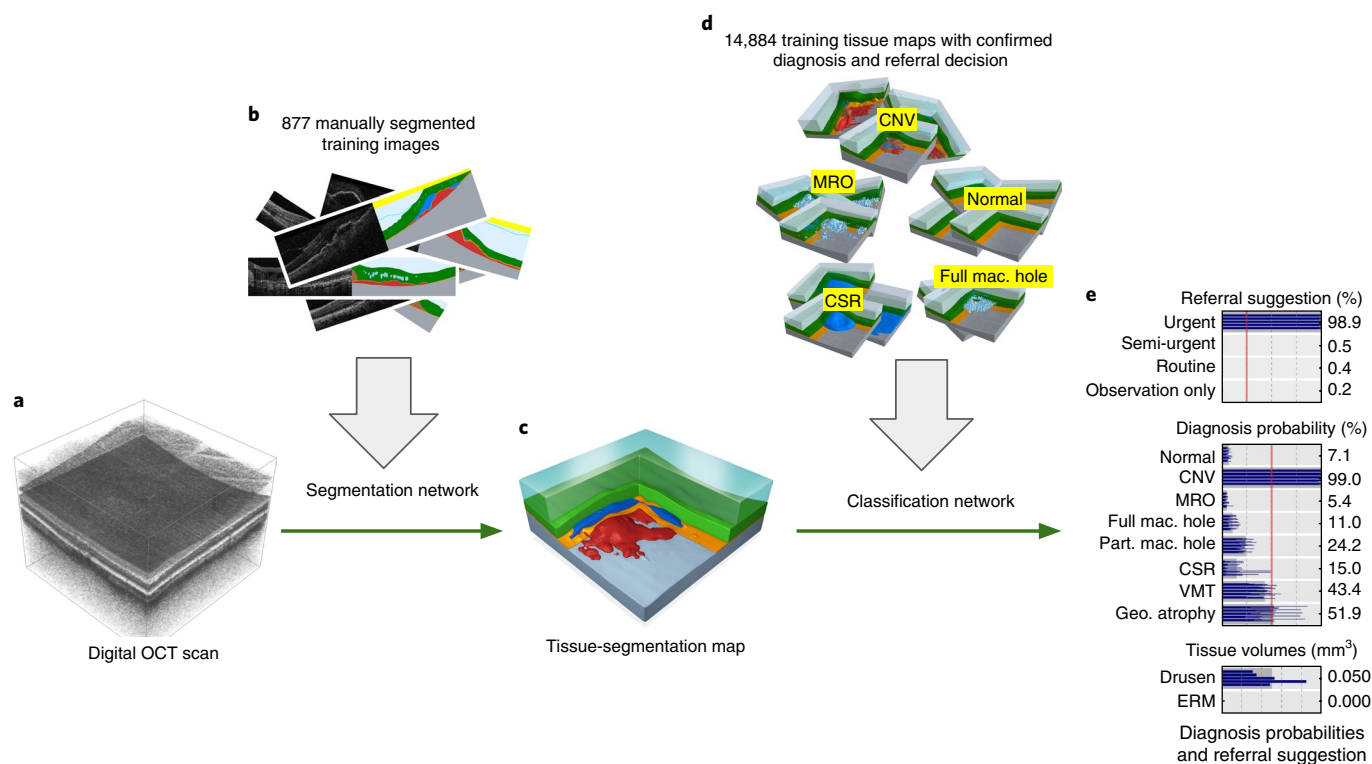 d
14,884 training tissue maps with confirmed
diagnosis and referral decision
CNV
MRO
Normal
CSR
Full mac. hole
b
877 manually segmented
training images
a
Digital OCT scan
Segmentation network
c
Tissue-segmentation map
Classification network
e
Referral suggestion (%)
Urgent 98.9
Semi-urgent 0.5
Routine 0.4
Observation only 0.2
Diagnosis probability (%)
Normal 7.1
CNV 99.0
MRO 5.4
Full mac. hole 11.0
Part. mac. hole 24.2
CSR 15.0
VMT 43.4
Geo. atrophy 51.9
Tissue volumes (mm³)
Drusen 0.050
ERM 0.000
Diagnosis probabilities
and referral suggestion